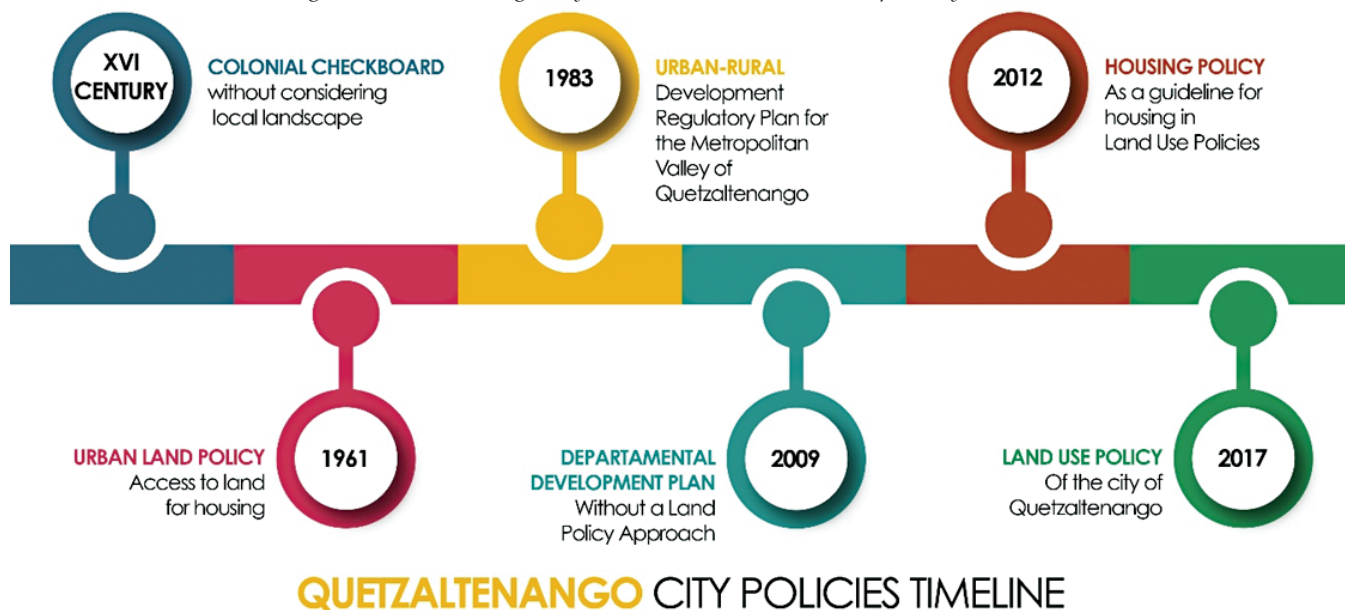 XVI
CENTURY
COLONIAL CHECKBOARD
without considering
local landscape
1983
URBAN-RURAL
Development
Regulatory Plan for
the Metropolitan
Valley of
Quetzaltenango
2012
HOUSING POLICY
As a guideline for
housing in
Land Use Policies
URBAN LAND POLICY
Access to land
for housing
1961
DEPARTAMENTAL
DEVELOPMENT PLAN
Without a Land
Policy Approach
2009
LAND USE POLICY
Of the city of
Quetzaltenango
2017
QUETZALTENANGO CITY POLICIES TIMELINE